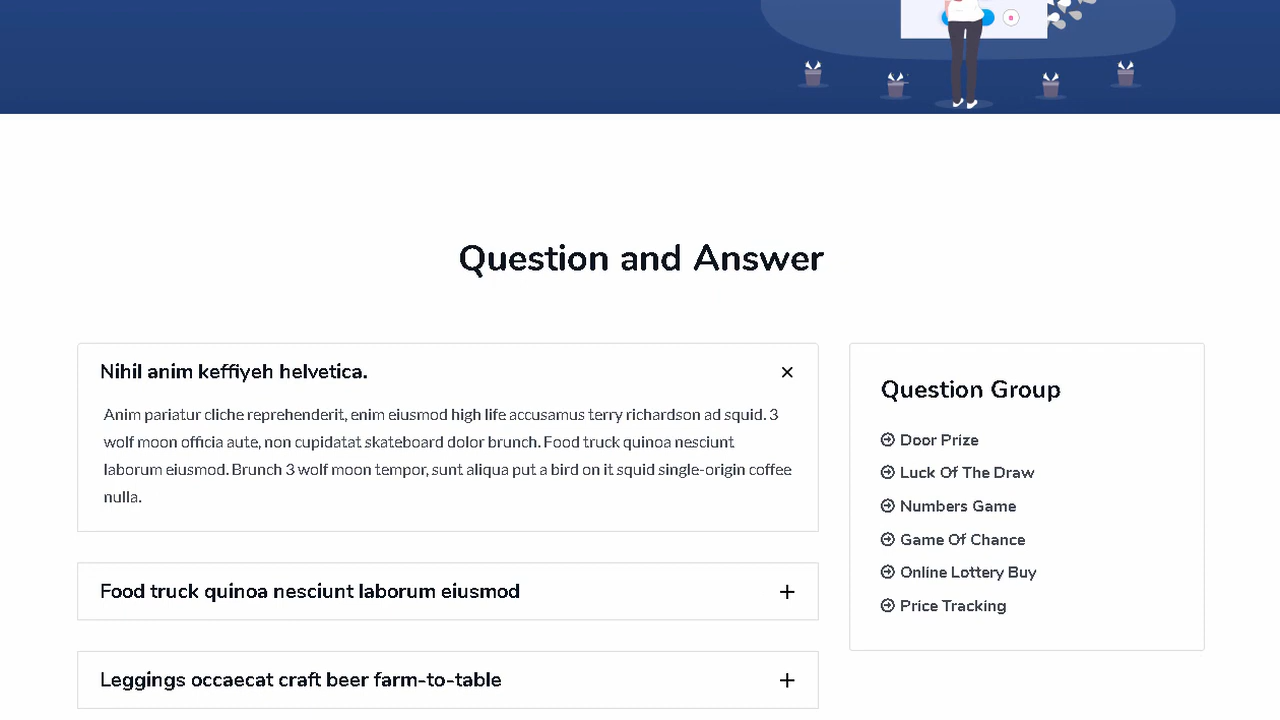 Question and Answer
Nihil anim keffiyeh helvetica.
Anim pariatur cliche reprehenderit, enim eiusmod high life accusamus terry richardson ad squid. 3
wolf moon officia aute, non cupidatat skateboard dolor brunch. Food truck quinoa nesciunt
laborum eiusmod. Brunch 3 wolf moon tempor, sunt aliqua put a bird on it squid single-origin coffee
nulla.
Food truck quinoa nesciunt laborum eiusmod
Leggings occaecat craft beer farm-to-table
Question Group
Door Prize
Luck Of The Draw
Numbers Game
Game Of Chance
Online Lottery Buy
Price Tracking